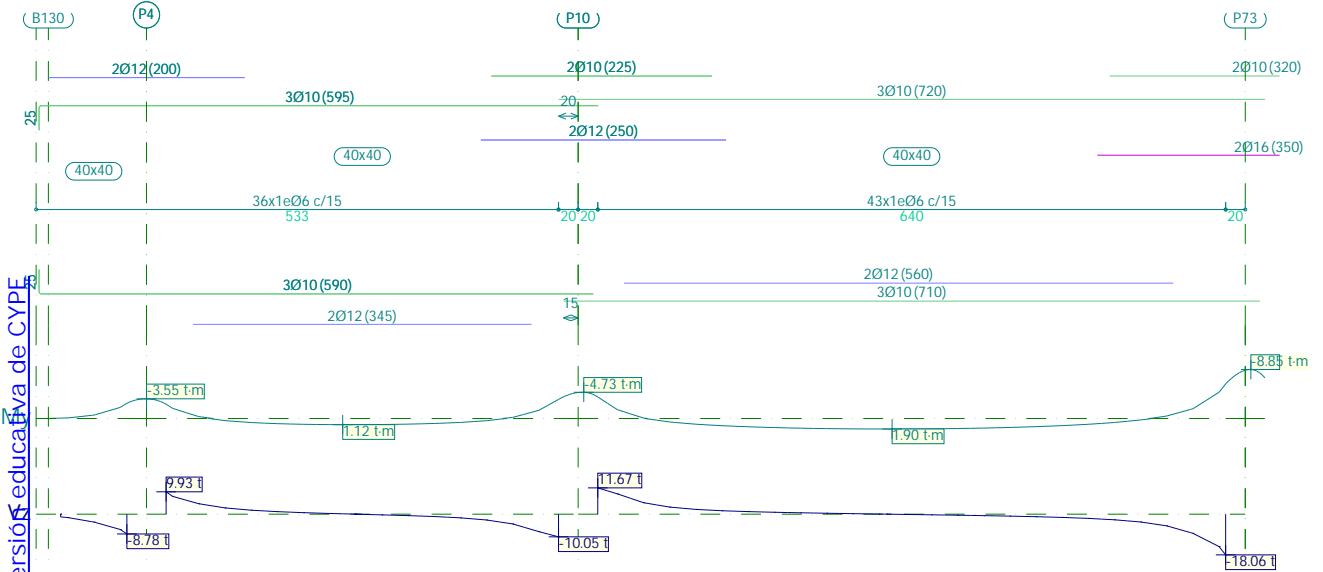 B130 P4 P10 P73
2Ø12(200) 2Ø10(225) 2Ø10(320)
3Ø10(595) 20 3Ø10(720)
25
2Ø12(250)
2Ø16(350)
40x40 40x40 40x40
36x1eØ6 c/15 43x1eØ6 c/15
533 20 20 640 20
25 3Ø10(590) 2Ø12(560)
3Ø10(710)
15
2Ø12(345)
-3.55 t·m -4.73 t·m -8.85 t·m
M
1.12 t·m 1.90 t·m
9.93 t 11.67 t
-8.78 t -10.05 t -18.06 t
ersión educativa de CYPE